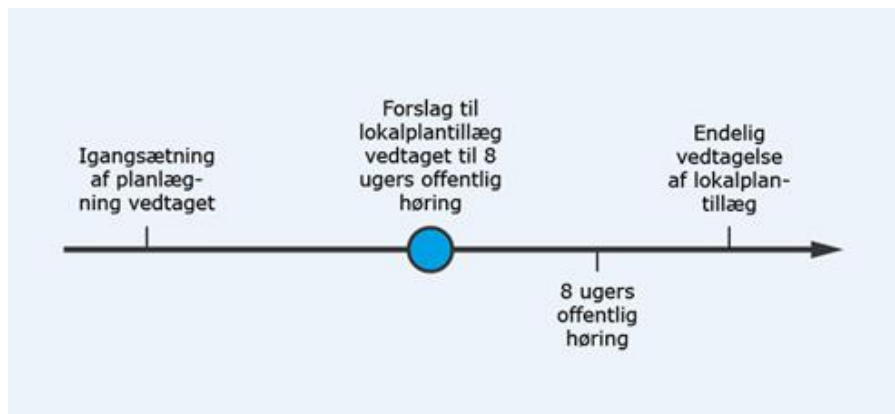 Igangsætning
af planlæg-
ning vedtaget
Forslag til
lokalplantillæg
vedtaget til 8
ugers offentlig
høring
8 ugers
offentlig
høring
Endelig
vedtagelse
af lokalplan-
tillæg